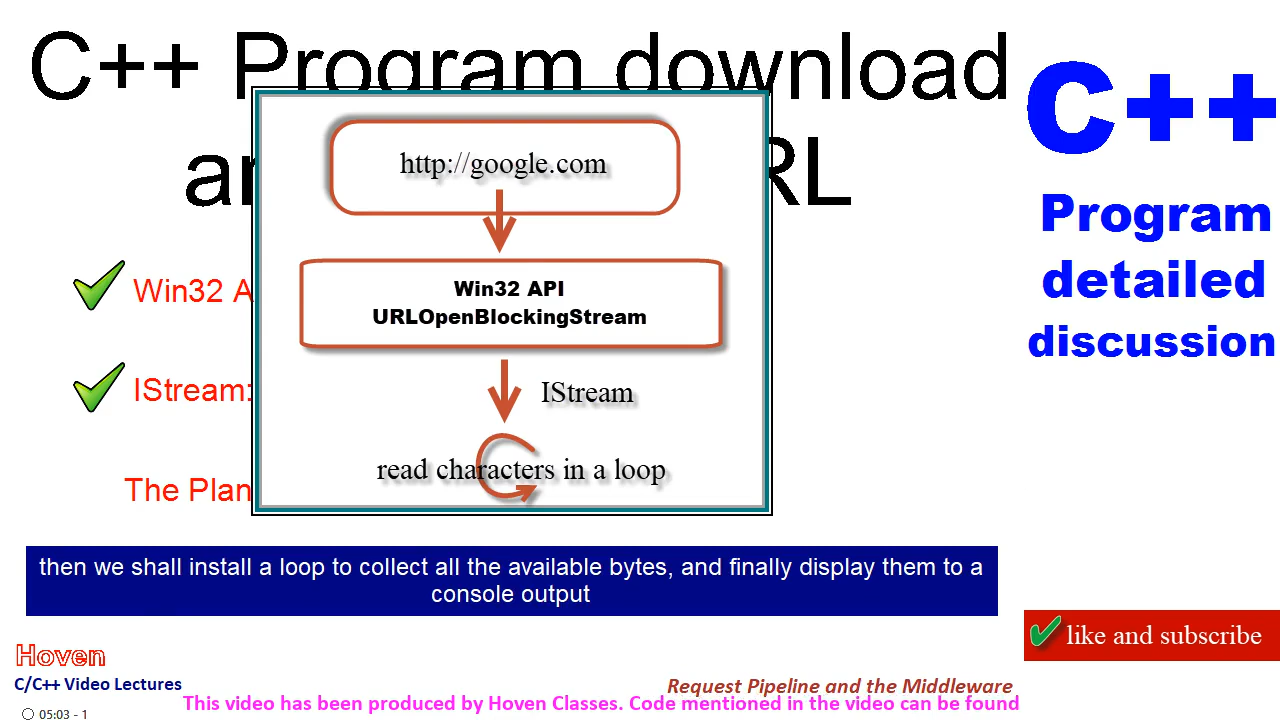 C++ Program download
C++
RL
http://google.com
Program
detailed
discussion
Win32 A
Win32 API
URLOpenBlockingStream
IStream:
IStream
read characters in a loop
The Plan
then we shall install a loop to collect all the available bytes, and finally display them to a
console output
like and subscribe
Hoven
C/C++ Video Lectures
Request Pipeline and the Middleware
This video has been produced by Hoven Classes. Code mentioned in the video can be found
05:03 - 1